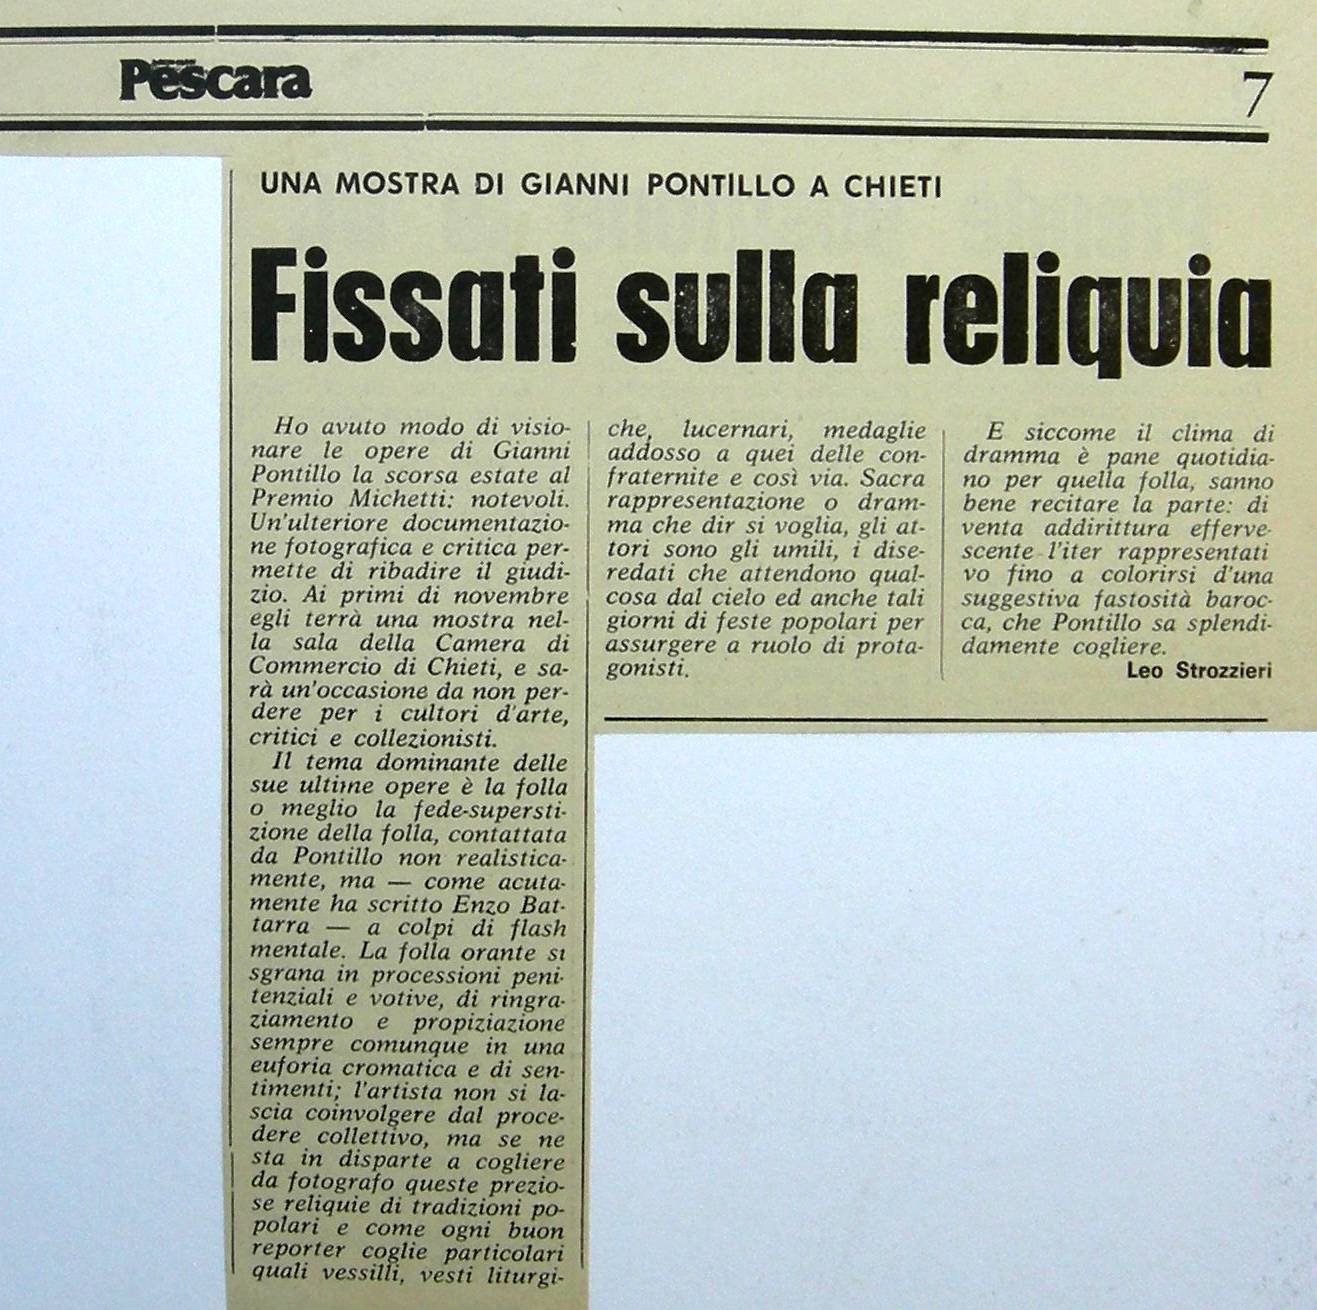 Pescara
7
UNA MOSTRA DI GIANNI PONTILLO A CHIETI
Fissati sulla reliquia
Ho avuto modo di visio-
nare le opere di Gianni
Pontillo la scorsa estate al
Premio Michetti: notevoli.
Un'ulteriore documentazio-
ne fotografica e critica per-
mette di ribadire il giudi-
zio. Ai primi di novembre
egli terrà una mostra nel-
la sala della Camera di
Commercio di Chieti, e sa-
rà un'occasione da non per-
dere per i cultori d'arte,
critici e collezionisti.
Il tema dominante delle
sue ultime opere è la folla
o meglio la fede-supersti-
zione della folla, contattata
da Pontillo non realistica-
mente, ma — come acuta-
mente ha scritto Enzo Bat-
tarra — a colpi di flash
mentale. La folla orante si
sgrana in processioni peni-
tenziali e votive, di ringra-
ziamento e propiziazione
sempre comunque in una
euforia cromatica e di sen-
timenti; l'artista non si la-
scia coinvolgere dal proce-
dere collettivo, ma se ne
sta in disparte a cogliere
da fotografo queste prezio-
se reliquie di tradizioni po-
polari e come ogni buon
reporter coglie particolari
quali vessilli, vesti liturgi-
che, lucernari, medaglie
addosso a quei delle con-
fraternite e così via. Sacra
rappresentazione o dram-
ma che dir si voglia, gli at-
tori sono gli umili, i dise-
redati che attendono qual-
cosa dal cielo ed anche tali
giorni di feste popolari per
assurgere a ruolo di prota-
gonisti.
E siccome il clima di
dramma è pane quotidia-
no per quella folla, sanno
bene recitare la parte: di
venta addirittura efferve-
scente l'iter rappresentati
vo fino a colorirsi d'una
suggestiva fastosità baroc-
ca, che Pontillo sa splendi-
damente cogliere.
Leo Strozzieri